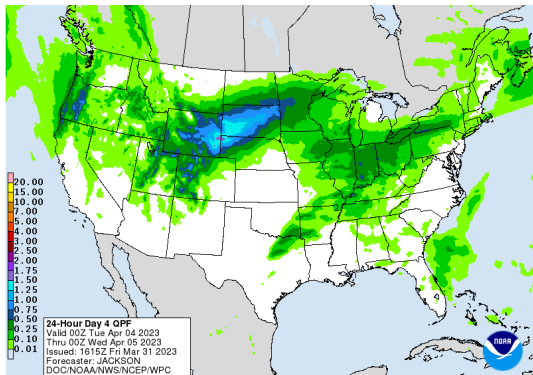 20.00
15.00
10.00
7.00
5.00
4.00
3.00
2.50
2.00
1.75
1.50
1.25
1.00
0.75
0.50
0.25
0.10
0.01
24-Hour Day 4 QPF
Valid 00Z Tue Apr 04 2023
Thru 00Z Wed Apr 05 2023
Issued: 1615Z Fri Mar 31 2023
Forecaster: JACKSON
DOC/NOAA/NWS/NCEP/WPC
NOAA